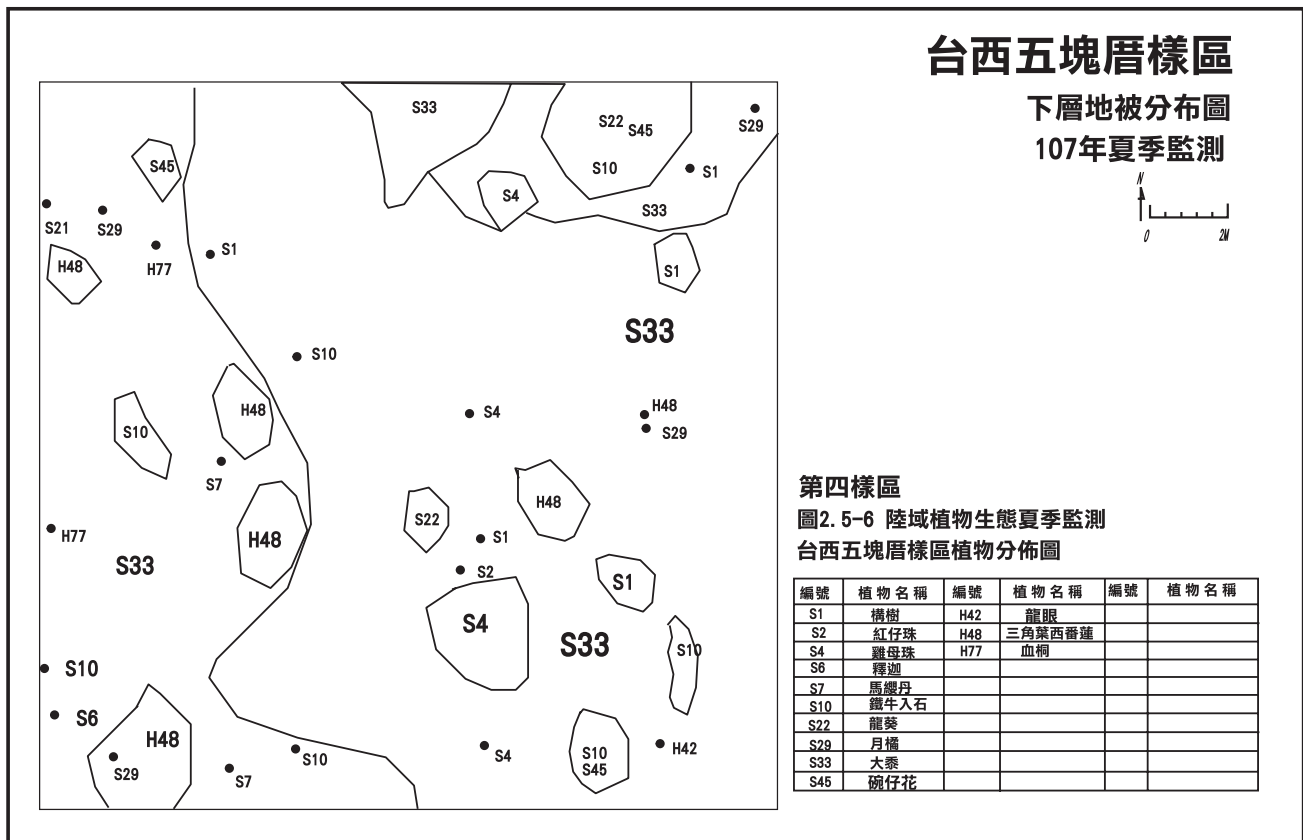 台西五塊厝樣區
下層地被分布圖
107年夏季監測
N
0 2M
S33
S22 S45
S29
S45
S10
S1
S4
S33
S21
S29
H77
S1
H48
S1
S33
S10
H48
S10
S4
H48
S29
S7
H48
S22
H48
S1
H77
S33
H48
S2
S1
S4
S33
S10
S10
S6
H48
S29
S7
S10
S4
S10
S45
H42
第四樣區
圖2.5-6 陸域植物生態夏季監測
台西五塊厝樣區植物分佈圖
編號 植物名稱 編號 植物名稱 編號 植物名稱
S1 構樹 H42 龍眼
S2 紅仔珠 H48 三角葉西番蓮
S4 雞母珠 H77 血桐
S6 釋迦
S7 馬纓丹
S10 鐵牛入石
S22 龍葵
S29 月橘
S33 大黍
S45 碗仔花